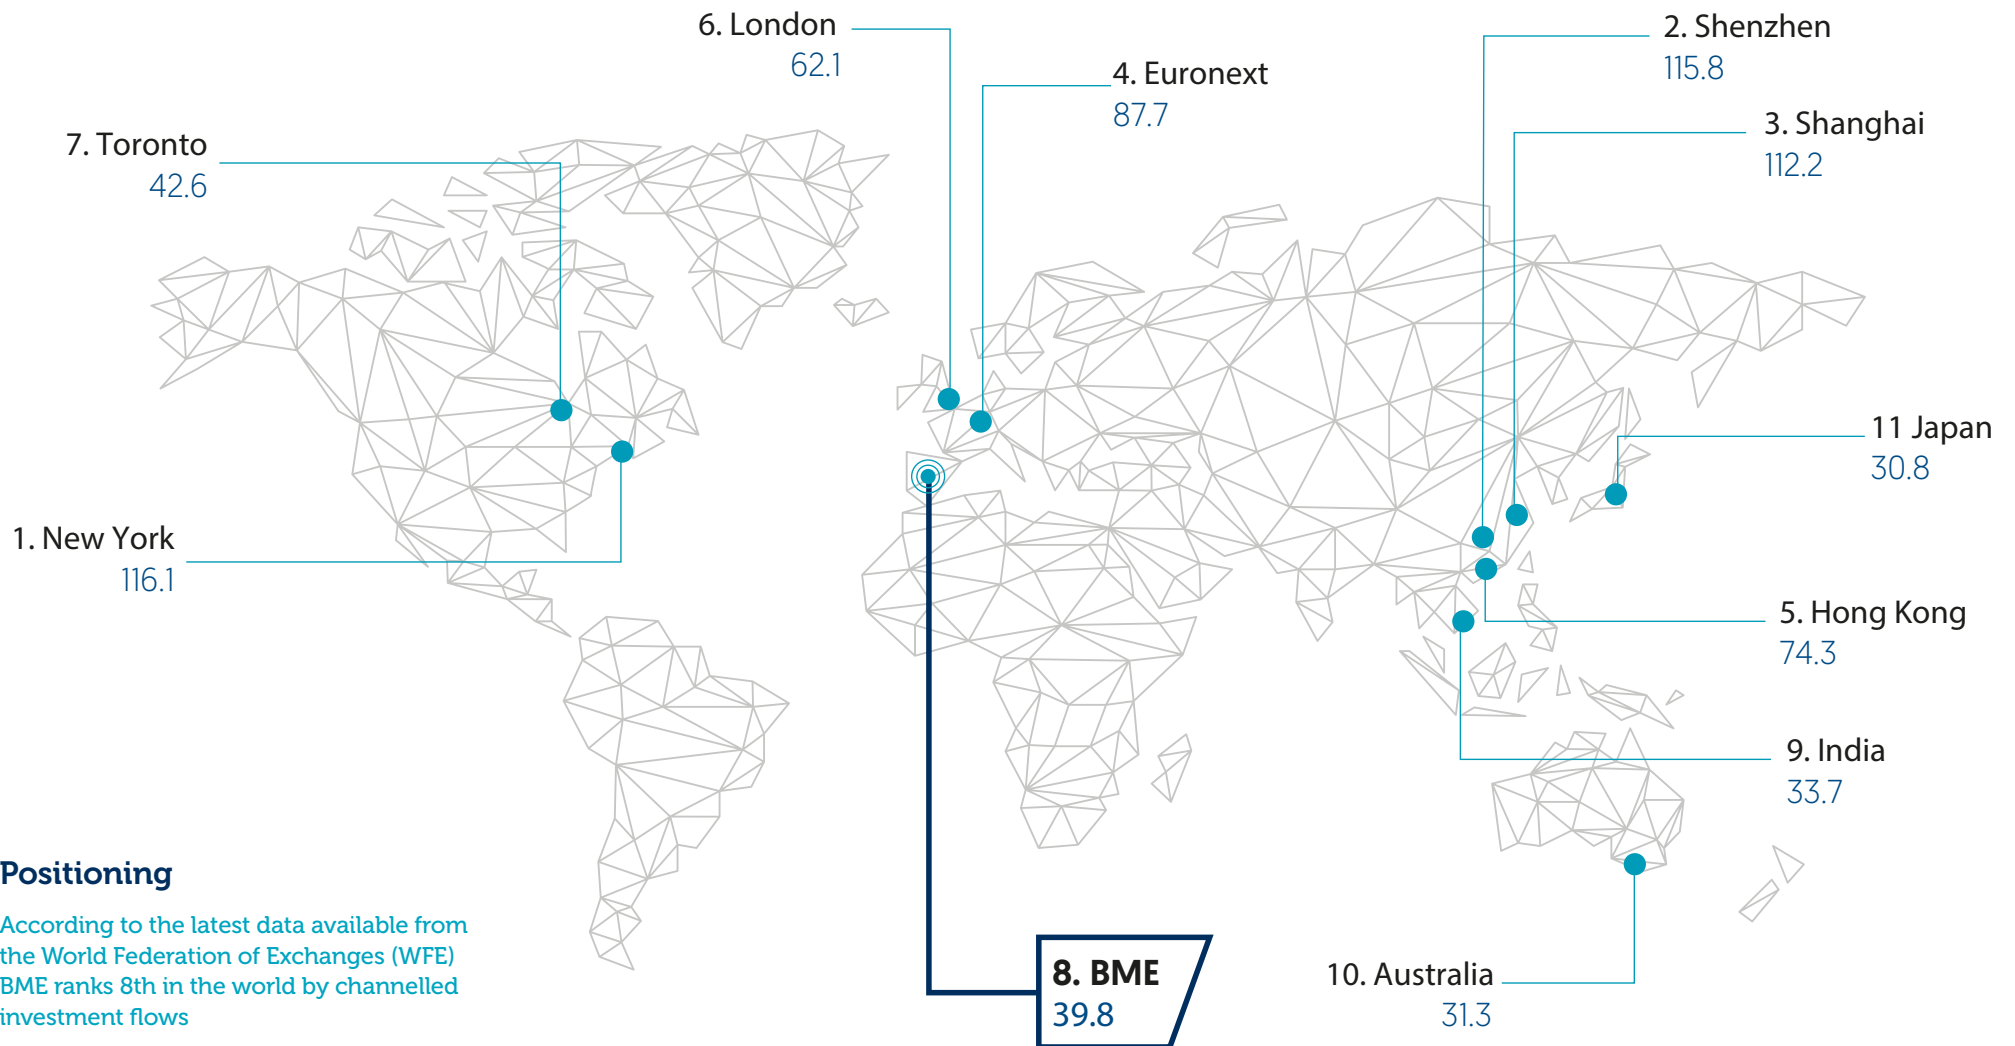 6. London
62.1
2. Shenzhen
115.8
4. Euronext
87.7
3. Shanghai
112.2
7. Toronto
42.6
11 Japan
30.8
1. New York
116.1
5. Hong Kong
74.3
9. India
33.7
Positioning
According to the latest data available from
the World Federation of Exchanges (WFE)
BME ranks 8th in the world by channelled
investment flows
8. BME
39.8
10. Australia
31.3